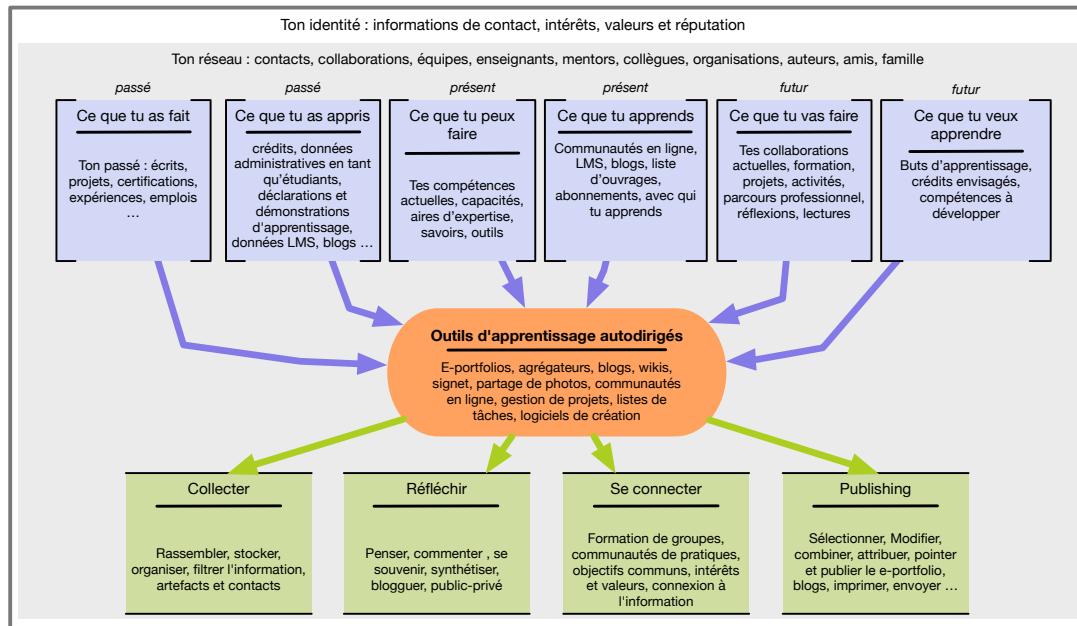 Ton identité : informations de contact, intérêts, valeurs et réputation
Ton réseau : contacts, collaborations, équipes, enseignants, mentors, collègues, organisations, auteurs, amis, famille
passé
Ce que tu as fait
Ton passé : écrits,
projets, certifications,
expériences, emplois
…
passé
Ce que tu as appris
crédits, données
administratives en tant
qu'étudiants,
déclarations et
démonstrations
d'apprentissage,
données LMS, blogs …
présent
Ce que tu peux
faire
Tes compétences
actuelles, capacités,
aires d'expertise,
savoirs, outils
présent
Ce que tu apprends
Communautés en ligne,
LMS, blogs, liste
d'ouvrages,
abonnements, avec qui
tu apprends
futur
Ce que tu vas faire
Tes collaborations
actuelles, formation,
projets, activités,
parcours professionnel,
réflexions, lectures
futur
Ce que tu veux
apprendre
Buts d'apprentissage,
crédits envisagés,
compétences à
développer
Outils d'apprentissage autodirigés
E-portfolios, agrégateurs, blogs, wikis,
signet, partage de photos, communautés
en ligne, gestion de projets, listes de
tâches, logiciels de création
Collecter
Rassembler, stocker,
organiser, filtrer l'information,
artefacts et contacts
Réfléchir
Penser, commenter , se
souvenir, synthétiser,
blogguer, public-privé
Se connecter
Formation de groupes,
communautés de pratiques,
objectifs communs, intérêts
et valeurs, connexion à
l'information
Publishing
Sélectionner, Modifier,
combiner, attribuer, pointer
et publier le e-portfolio,
blogs, imprimer, envoyer …